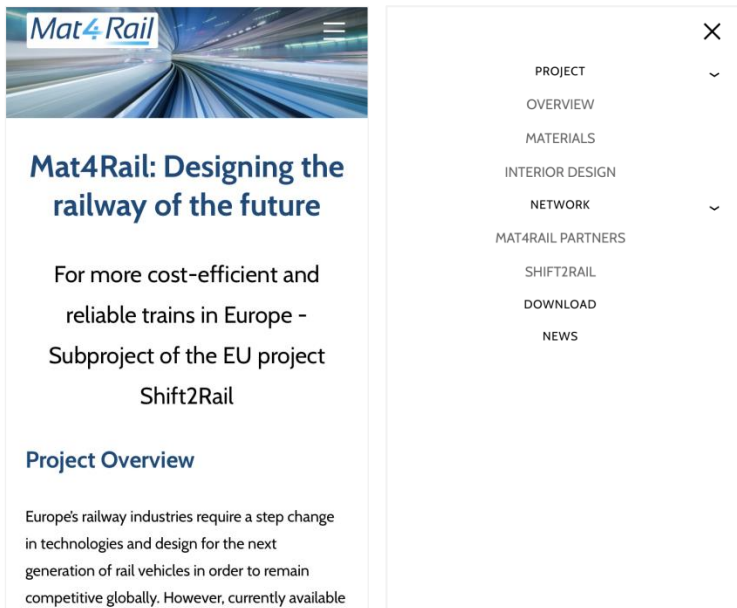 Mat4Rail
Mat4Rail: Designing the
railway of the future
For more cost-efficient and
reliable trains in Europe -
Subproject of the EU project
Shift2Rail
Project Overview
Europe's railway industries require a step change
in technologies and design for the next
generation of rail vehicles in order to remain
competitive globally. However, currently available
PROJECT
OVERVIEW
MATERIALS
INTERIOR DESIGN
NETWORK
MAT4RAIL PARTNERS
SHIFT2RAIL
DOWNLOAD
NEWS